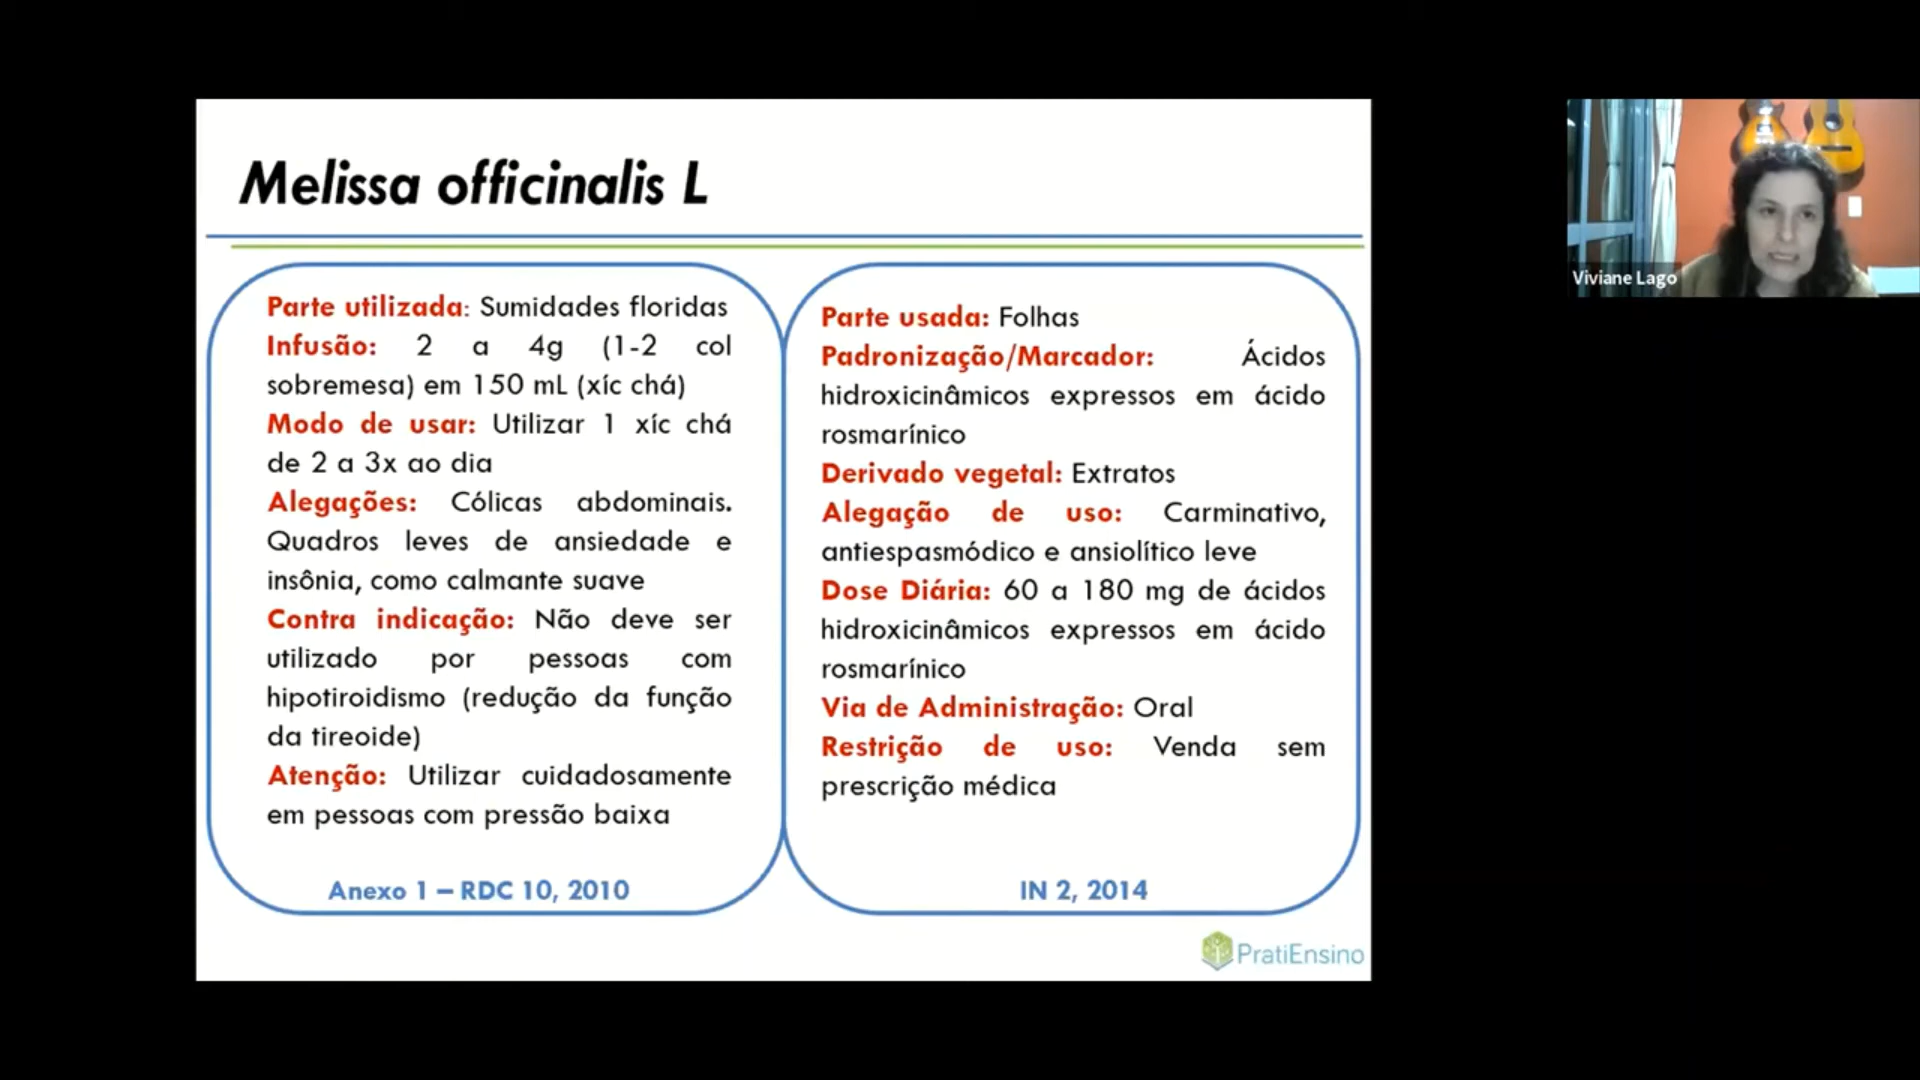 Melissa officinalis L
Parte utilizada: Sumidades floridas
Infusão: 2 a 4g (1-2 col
sobremesa) em 150 mL (xíc chá)
Modo de usar: Utilizar 1 xíc chá
de 2 a 3x ao dia
Alegações: Cólicas abdominais.
Quadros leves de ansiedade e
insônia, como calmante suave
Contra indicação: Não deve ser
utilizado por pessoas com
hipotiroidismo (redução da função
da tireoide)
Atenção: Utilizar cuidadosamente
em pessoas com pressão baixa
Anexo 1 – RDC 10, 2010
Parte usada: Folhas
Padronização/Marcador: Ácidos
hidroxicinâmicos expressos em ácido
rosmarínico
Derivado vegetal: Extratos
Alegação de uso: Carminativo,
antiespasmódico e ansiolítico leve
Dose Diária: 60 a 180 mg de ácidos
hidroxicinâmicos expressos em ácido
rosmarínico
Via de Administração: Oral
Restrição de uso: Venda sem
prescrição médica
IN 2, 2014
PratiEnsino
Viviane Lago